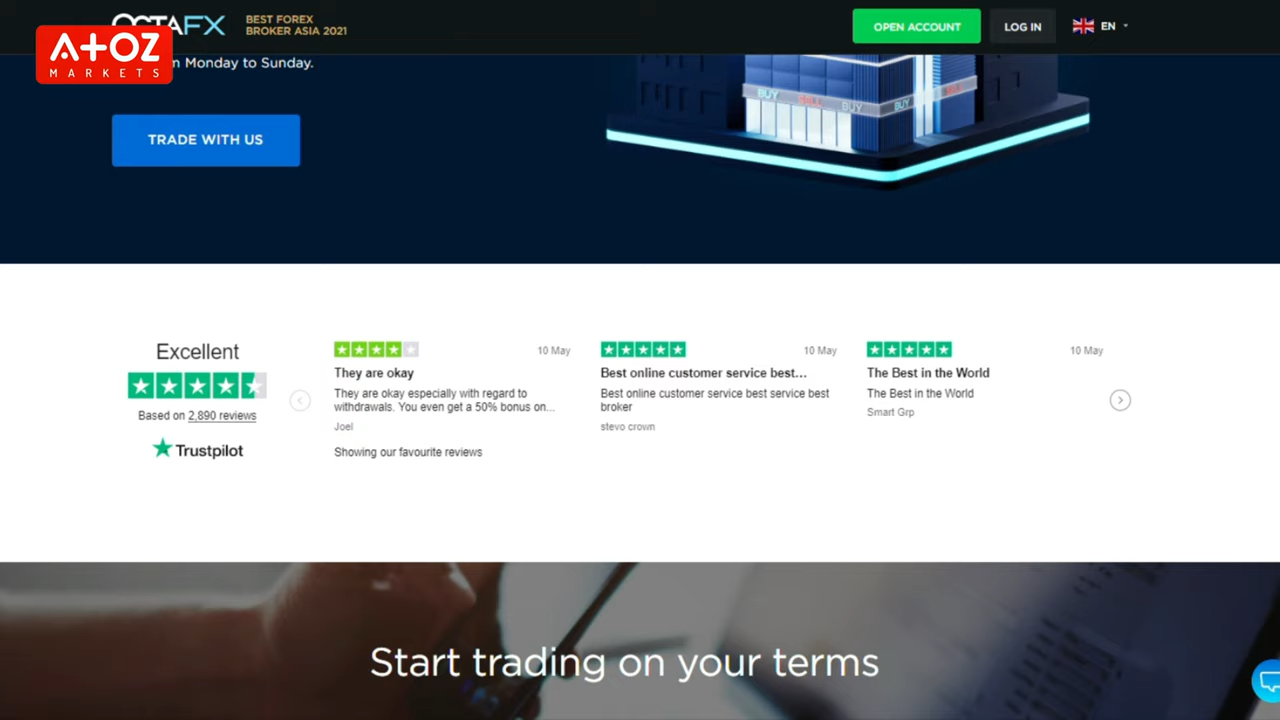 OCTAFX
BEST FOREX
BROKER ASIA 2021
OPEN ACCOUNT
LOG IN
EN
A+OZ
MARKETS
Monday to Sunday.
TRADE WITH US
BUY
SELL
BUY
BUY
SELL
Excellent
Based on 2,890 reviews
Trustpilot
10 May
They are okay
They are okay especially with regard to
withdrawals. You even get a 50% bonus on...
Joel
Showing our favourite reviews
10 May
Best online customer service best...
Best online customer service best service best
broker
stevo crown
10 May
The Best in the World
The Best in the World
Smart Grp
Start trading on your terms